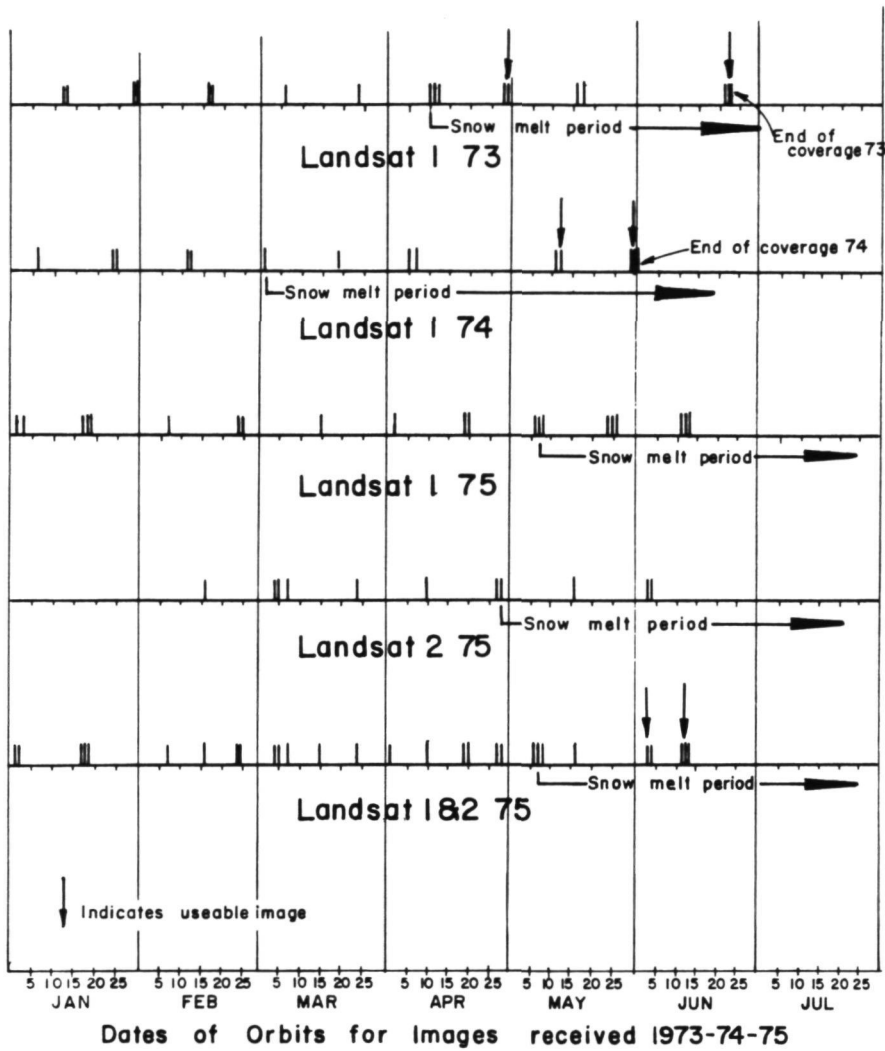 Snow melt period
End of
coverage 73
Landsat 1 73
End of coverage 74
Snow melt period
Landsat 1 74
Snow melt period
Landsat 1 75
Snow melt period
Landsat 2 75
Snow melt period
Landsat 1&2 75
Indicates useable image
5 10 15 20 25 5 10 15 20 25 5 10 15 20 25 5 10 15 20 25 5 10 15 20 25 5 10 15 20 25 5 10 15 20 25
JAN FEB MAR APR MAY JUN JUL
Dates of Orbits for Images received 1973-74-75